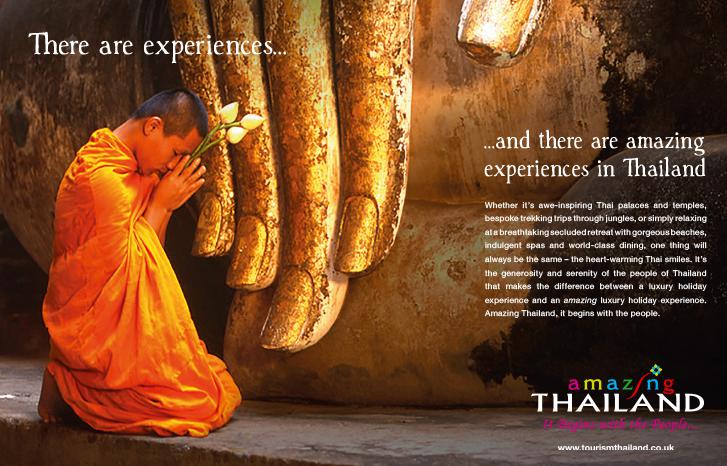 There are experiences...
...and there are amazing
experiences in Thailand
Whether it's awe-inspiring Thai palaces and temples,
bespoke trekking trips through jungles, or simply relaxing
at a breathtaking secluded retreat with gorgeous beaches,
indulgent spas and world-class dining, one thing will
always be the same – the heart-warming Thai smiles. It's
the generosity and serenity of the people of Thailand
that makes the difference between a luxury holiday
experience and an amazing luxury holiday experience.
Amazing Thailand, it begins with the people.
amazing
THAILAND
It Begins with the People...
www.tourismthailand.co.uk